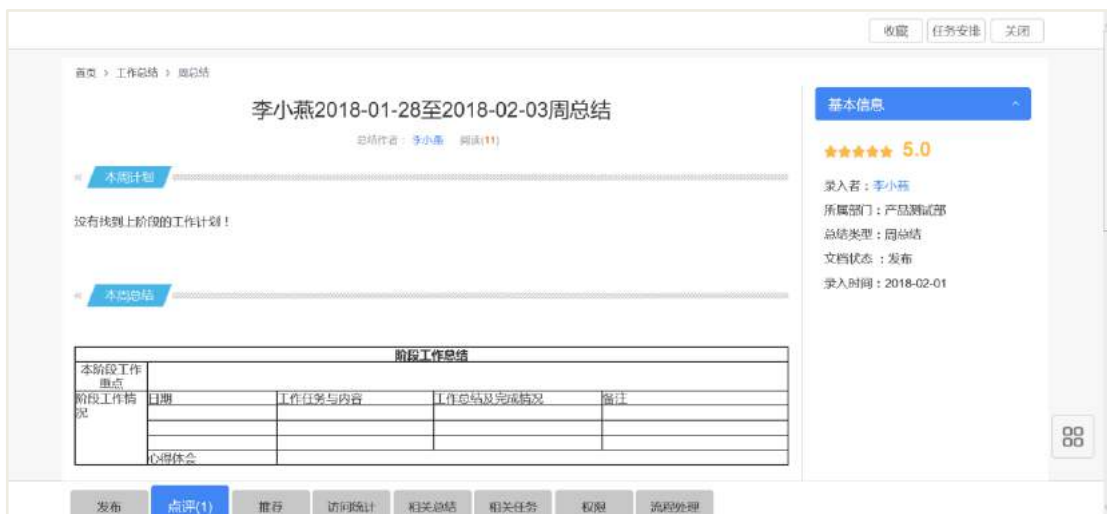 收藏 任务安排 关闭
首页 > 工作总结 > 周总结
李小燕2018-01-28至2018-02-03周总结
总结作者： 李小燕 阅读(11)
本周计划
没有找到上阶段的工作计划！
本周总结
阶段工作总结
本阶段工作
重点
阶段工作情
况
日期 工作任务与内容 工作总结及完成情况 备注
心得体会
基本信息
5.0
录入者：李小燕
所属部门：产品测试部
总结类型：周总结
文档状态 ：发布
录入时间：2018-02-01
发布 点评(1) 推荐 访问统计 相关总结 相关任务 权限 流程处理